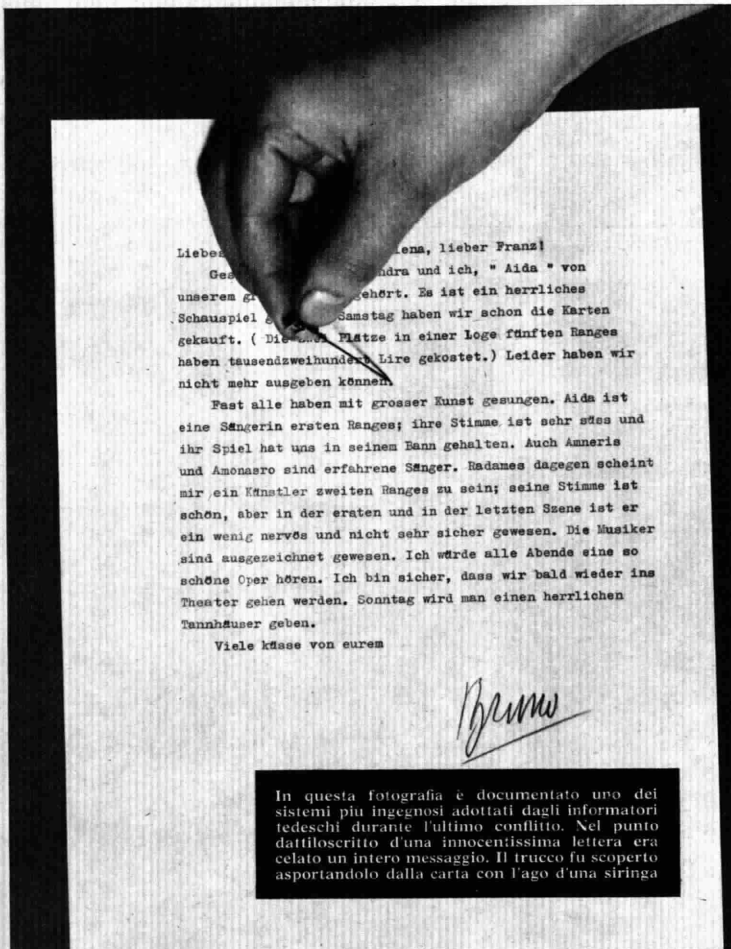 Liebes ena, lieber Franz!
Ges ndra und ich, " Aida " von
unserem gr gehört. Es ist ein herrliches
Schauspiel g Samstag haben wir schon die Karten
gekauft. ( Die zwei Plätze in einer Loge fünften Ranges
haben tausendzweihundert Lire gekostet.) Leider haben wir
nicht mehr ausgeben können.
Fast alle haben mit grosser Kunst gesungen. Aida ist
eine Sängerin ersten Ranges; ihre Stimme ist sehr süss und
ihr Spiel hat uns in seinem Bann gehalten. Auch Amneris
und Amonasro sind erfahrene Sänger. Radames dagegen scheint
mir ein Künstler zweiten Ranges zu sein; seine Stimme ist
schön, aber in der ersten und in der letzten Szene ist er
ein wenig nervös und nicht sehr sicher gewesen. Die Musiker
sind ausgezeichnet gewesen. Ich würde alle Abende eine so
schöne Oper hören. Ich bin sicher, dass wir bald wieder ins
Theater gehen werden. Sonntag wird man einen herrlichen
Tannhäuser geben.
Viele küsse von eurem
Bruno
In questa fotografia è documentato uno dei
sistemi piu ingegnosi adottati dagli informatori
tedeschi durante l'ultimo conflitto. Nel punto
dattiloscritto d'una innocentissima lettera era
celato un intero messaggio. Il trucco fu scoperto
asportandolo dalla carta con l'ago d'una siringa